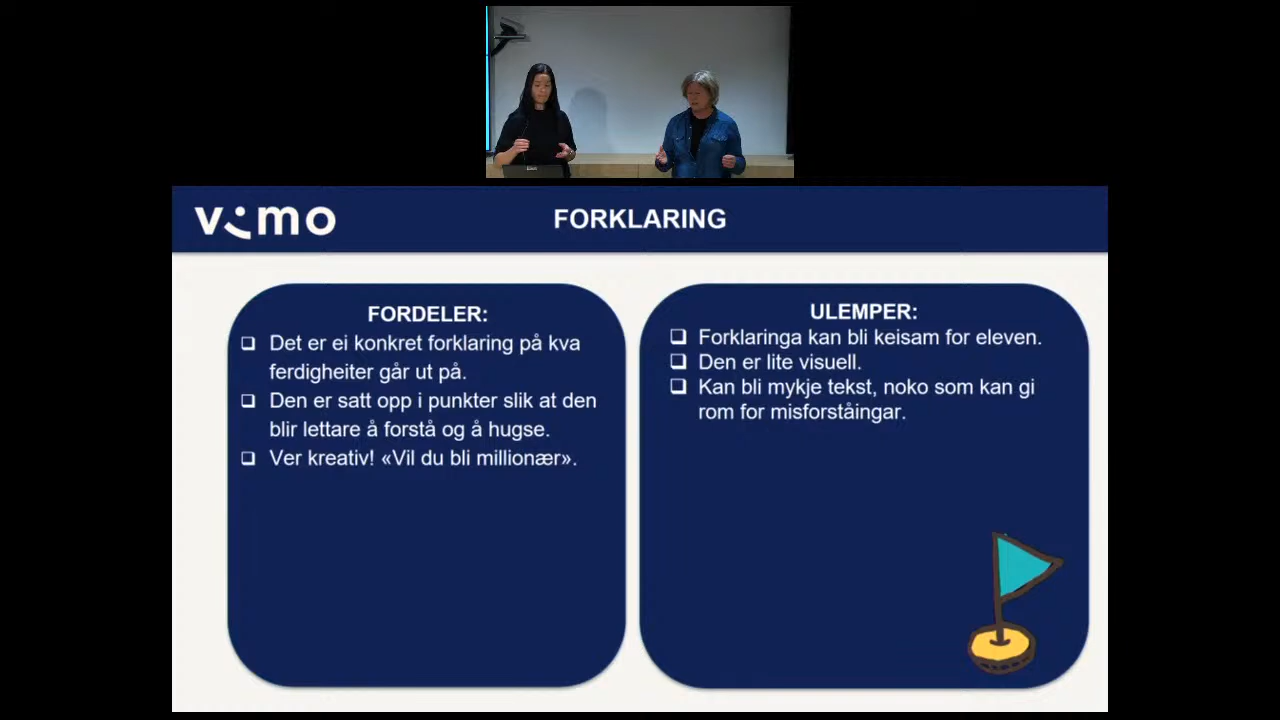 vimo
FORKLARING
FORDELER:
Det er ei konkret forklaring på kva
ferdigheiter går ut på.
Den er satt opp i punkter slik at den
blir lettare å forstå og å hugse.
Ver kreativ! «Vil du bli millionær».
ULEMPER:
Forklaringa kan bli keisam for eleven.
Den er lite visuell.
Kan bli mykje tekst, noko som kan gi
rom for misforståingar.